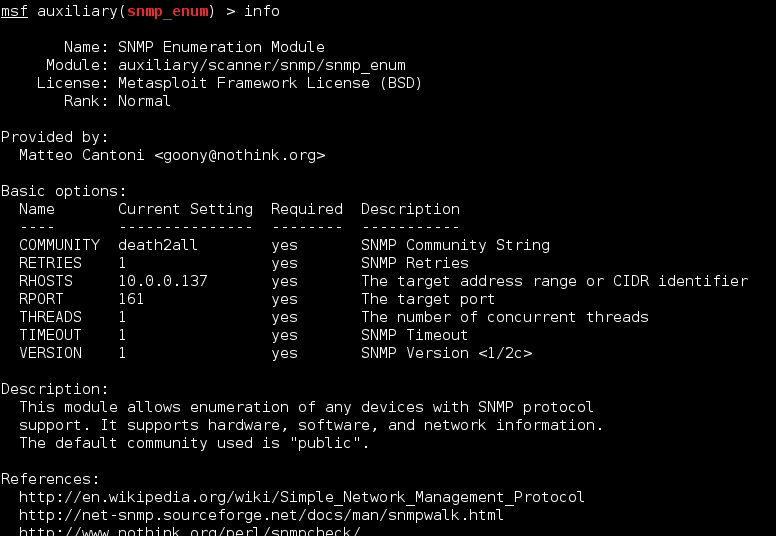 msf auxiliary(snmp_enum) > info
Name: SNMP Enumeration Module
Module: auxiliary/scanner/snmp/snmp_enum
License: Metasploit Framework License (BSD)
Rank: Normal
Provided by:
Matteo Cantoni <goony@nothink.org>
Basic options:
Name Current Setting Required Description
---- --------------- -------- -----------
COMMUNITY death2all yes SNMP Community String
RETRIES 1 yes SNMP Retries
RHOSTS 10.0.0.137 yes The target address range or CIDR identifier
RPORT 161 yes The target port
THREADS 1 yes The number of concurrent threads
TIMEOUT 1 yes SNMP Timeout
VERSION 1 yes SNMP Version <1/2c>
Description:
This module allows enumeration of any devices with SNMP protocol
support. It supports hardware, software, and network information.
The default community used is "public".
References:
http://en.wikipedia.org/wiki/Simple_Network_Management_Protocol
http://net-snmp.sourceforge.net/docs/man/snmpwalk.html
http://www.nothink.org/perl/snmpcheck/